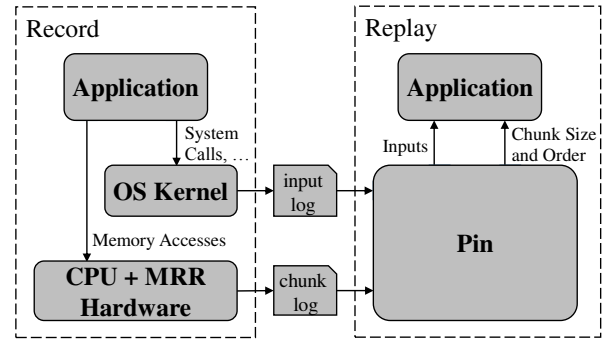 Record
Application
System
Calls, ...
OS Kernel
Memory Accesses
CPU + MRR
Hardware
input
log
chunk
log
Replay
Application
Inputs
Chunk Size
and Order
Pin